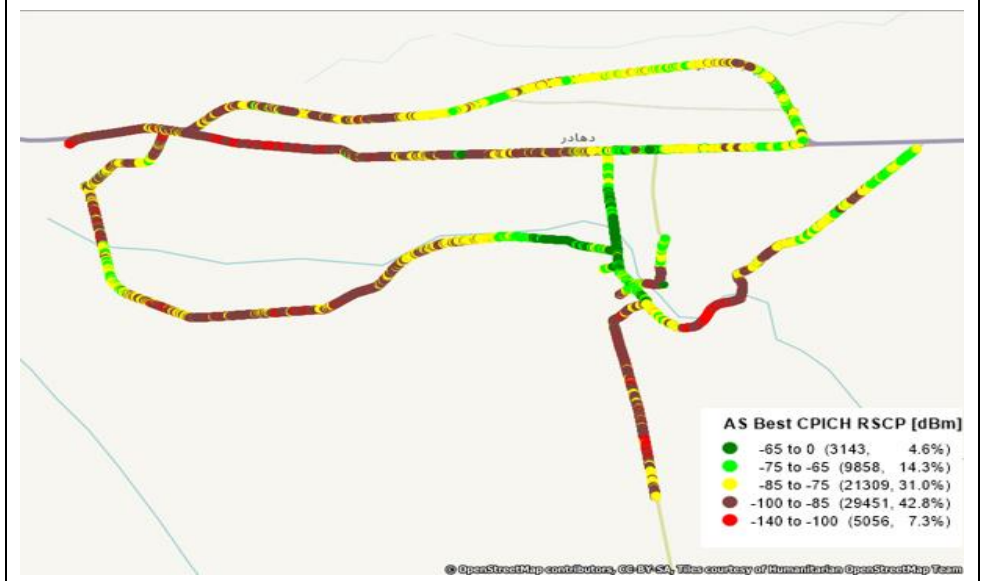 دهادر
AS Best CPICH RSCP [dBm]
-65 to 0 (3143, 4.6%)
-75 to -65 (9858, 14.3%)
-85 to -75 (21309, 31.0%)
-100 to -85 (29451, 42.8%)
-140 to -100 (5056, 7.3%)
© OpenStreetMap contributors, CC-BY-SA, Tiles courtesy of Humanitarian OpenStreetMap Team